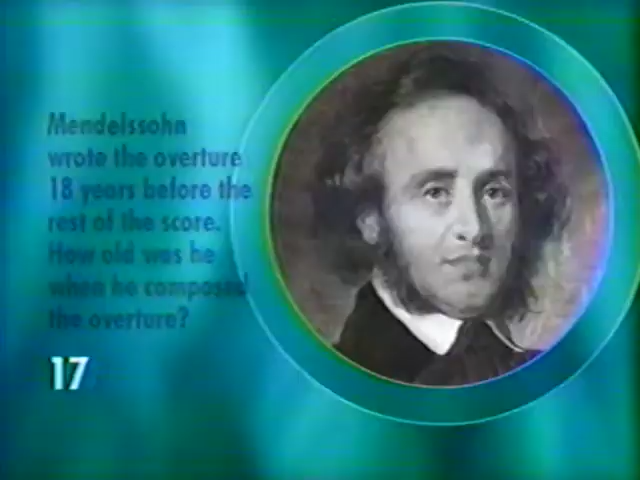 Mendelssohn
wrote the overture
18 years before the
rest of the score.
How old was he
when he composed
the overture?
17